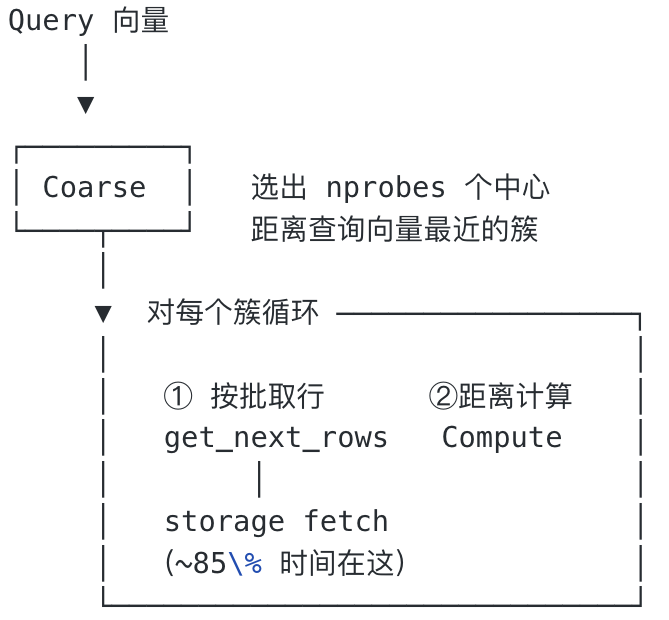 Query 向量
Coarse
选出 nprobes 个中心
距离查询向量最近的簇
对每个簇循环
① 按批取行 ②距离计算
get_next_rows Compute
storage fetch
(~85\% 时间在这)